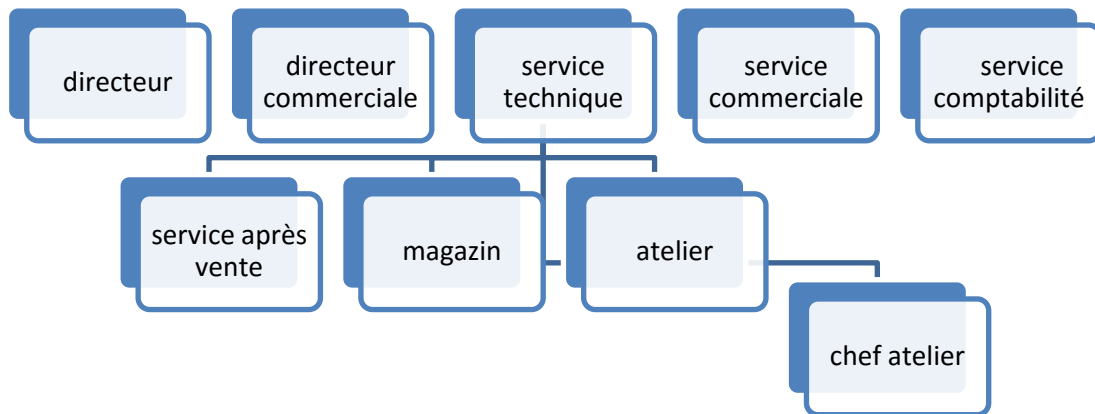 directeur
directeur
commerciale
service
technique
service
commerciale
service
comptabilité
service après
vente
magazin
atelier
chef atelier